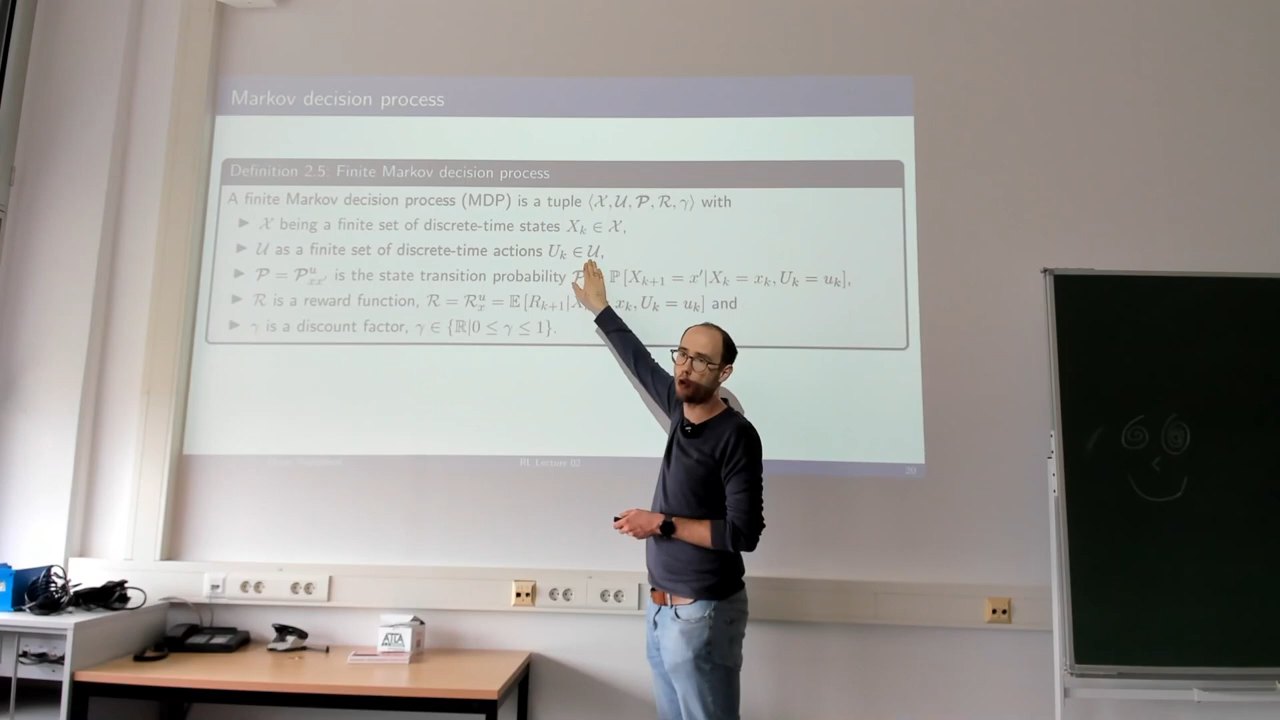 Markov decision process
Definition 2.5: Finite Markov decision process
A finite Markov decision process (MDP) is a tuple ⟨𝒳, 𝒰, 𝒫, ℛ, γ⟩ with
▶ 𝒳 being a finite set of discrete-time states X_k ∈ 𝒳,
▶ 𝒰 as a finite set of discrete-time actions U_k ∈ 𝒰,
▶ 𝒫 = 𝒫^u_{xx'} is the state transition probability 𝒫 ℙ [X_{k+1} = x'|X_k = x_k, U_k = u_k],
▶ ℛ is a reward function, ℛ = ℛ^u_x = 𝔼 [R_{k+1}|X x_k, U_k = u_k] and
▶ γ is a discount factor, γ ∈ {ℝ|0 ≤ γ ≤ 1}.
RL Lecture 02
20
ATLA